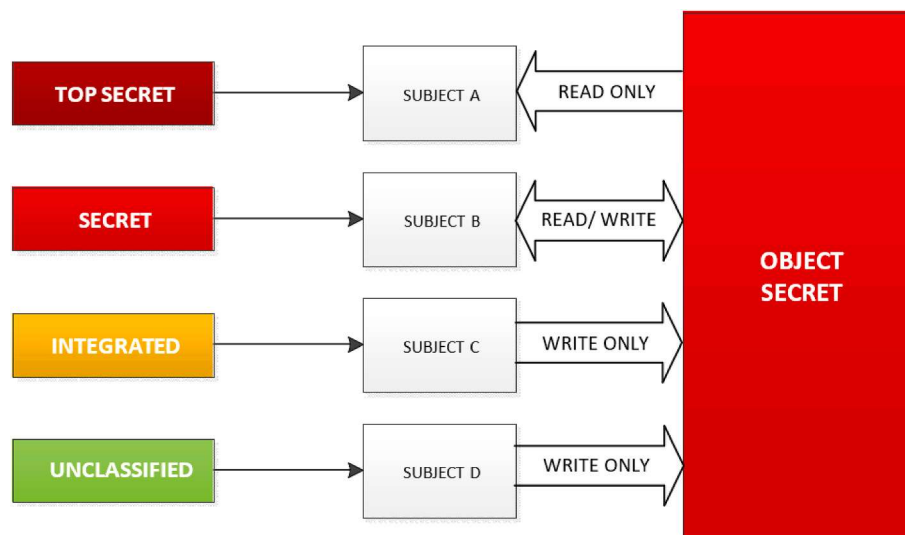 TOP SECRET
SUBJECT A
READ ONLY
SECRET
SUBJECT B
READ/ WRITE
OBJECT
SECRET
INTEGRATED
SUBJECT C
WRITE ONLY
UNCLASSIFIED
SUBJECT D
WRITE ONLY